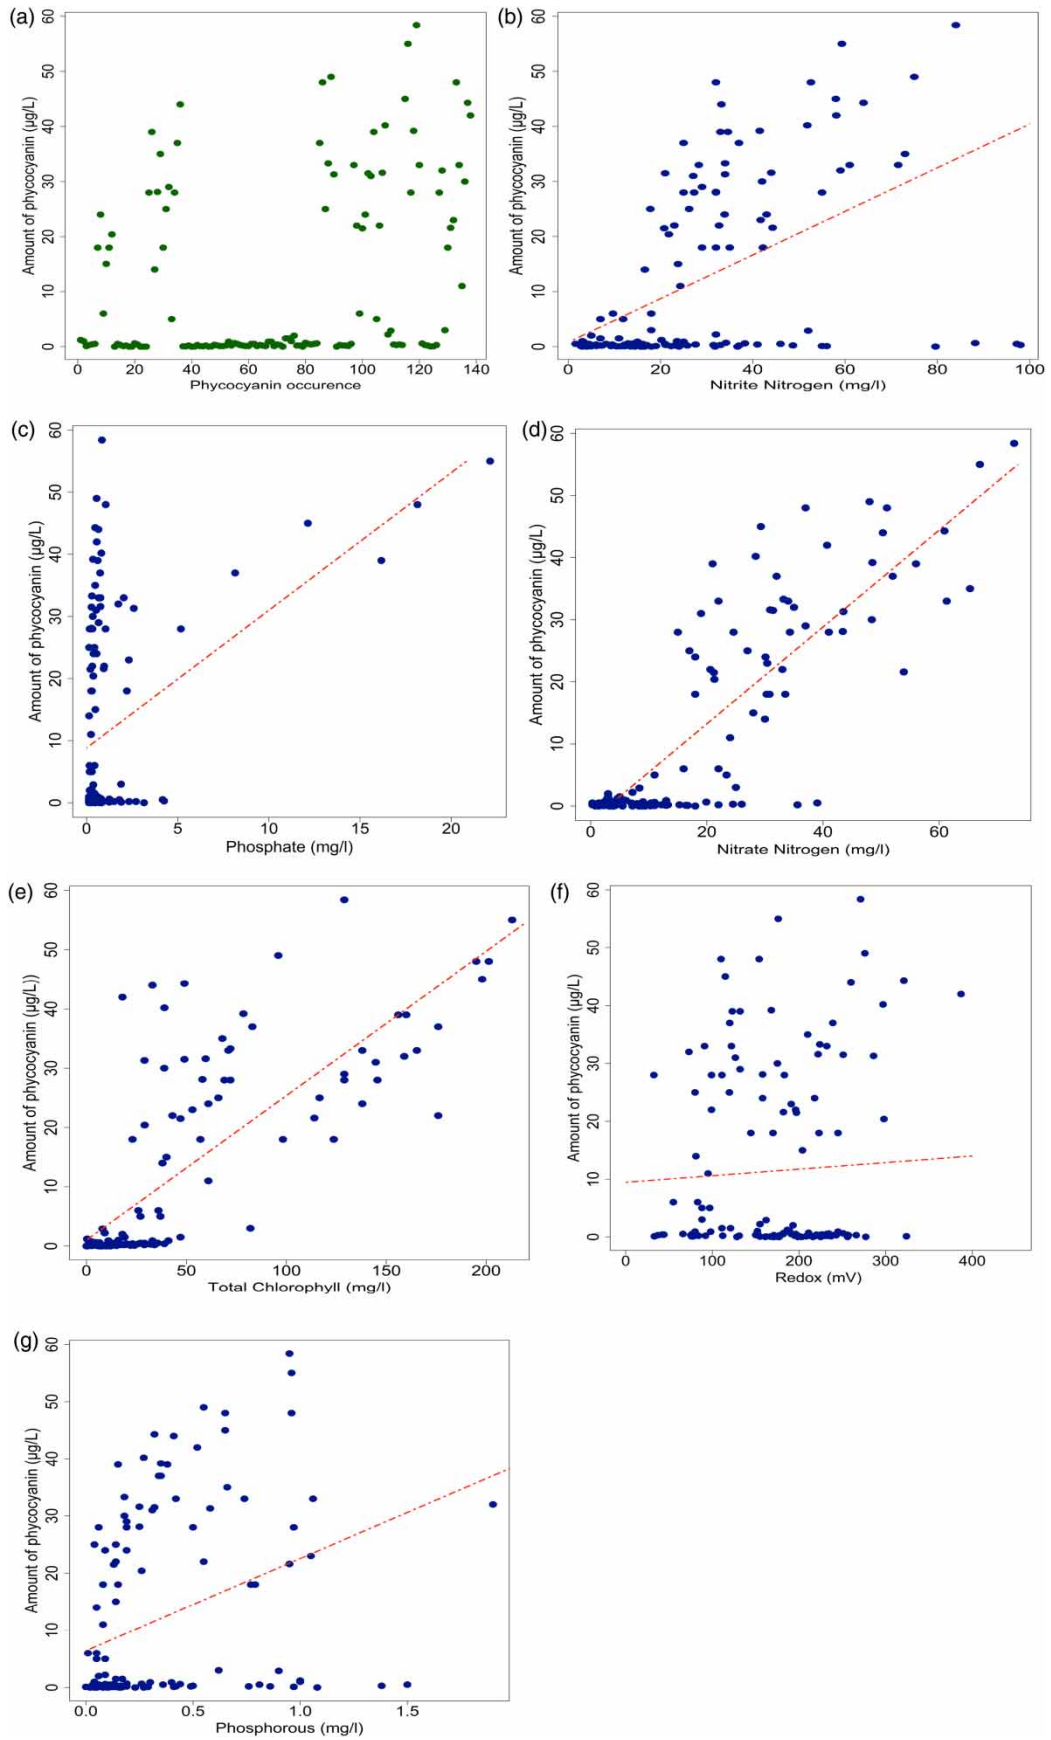 (a)
Amount of phycocyanin (µg/L)
0 10 20 30 40 50 60
0 20 40 60 80 100 120 140
Phycocyanin occurence
(b)
Amount of phycocyanin (µg/L)
0 10 20 30 40 50 60
0 20 40 60 80 100
Nitrite Nitrogen (mg/l)
(c)
Amount of phycocyanin (µg/L)
0 10 20 30 40 50 60
0 5 10 15 20
Phosphate (mg/l)
(d)
Amount of phycocyanin (µg/L)
0 10 20 30 40 50 60
0 20 40 60
Nitrate Nitrogen (mg/l)
(e)
Amount of phycocyanin (µg/L))
0 10 20 30 40 50 60
0 50 100 150 200
Total Chlorophyll (mg/l)
(f)
Amount of phycocyanin (µg/L)
0 10 20 30 40 50 60
0 100 200 300 400
Redox (mV)
(g)
Amount of phycocyanin (µg/L)
0 10 20 30 40 50 60
0.0 0.5 1.0 1.5
Phosphorous (mg/l)